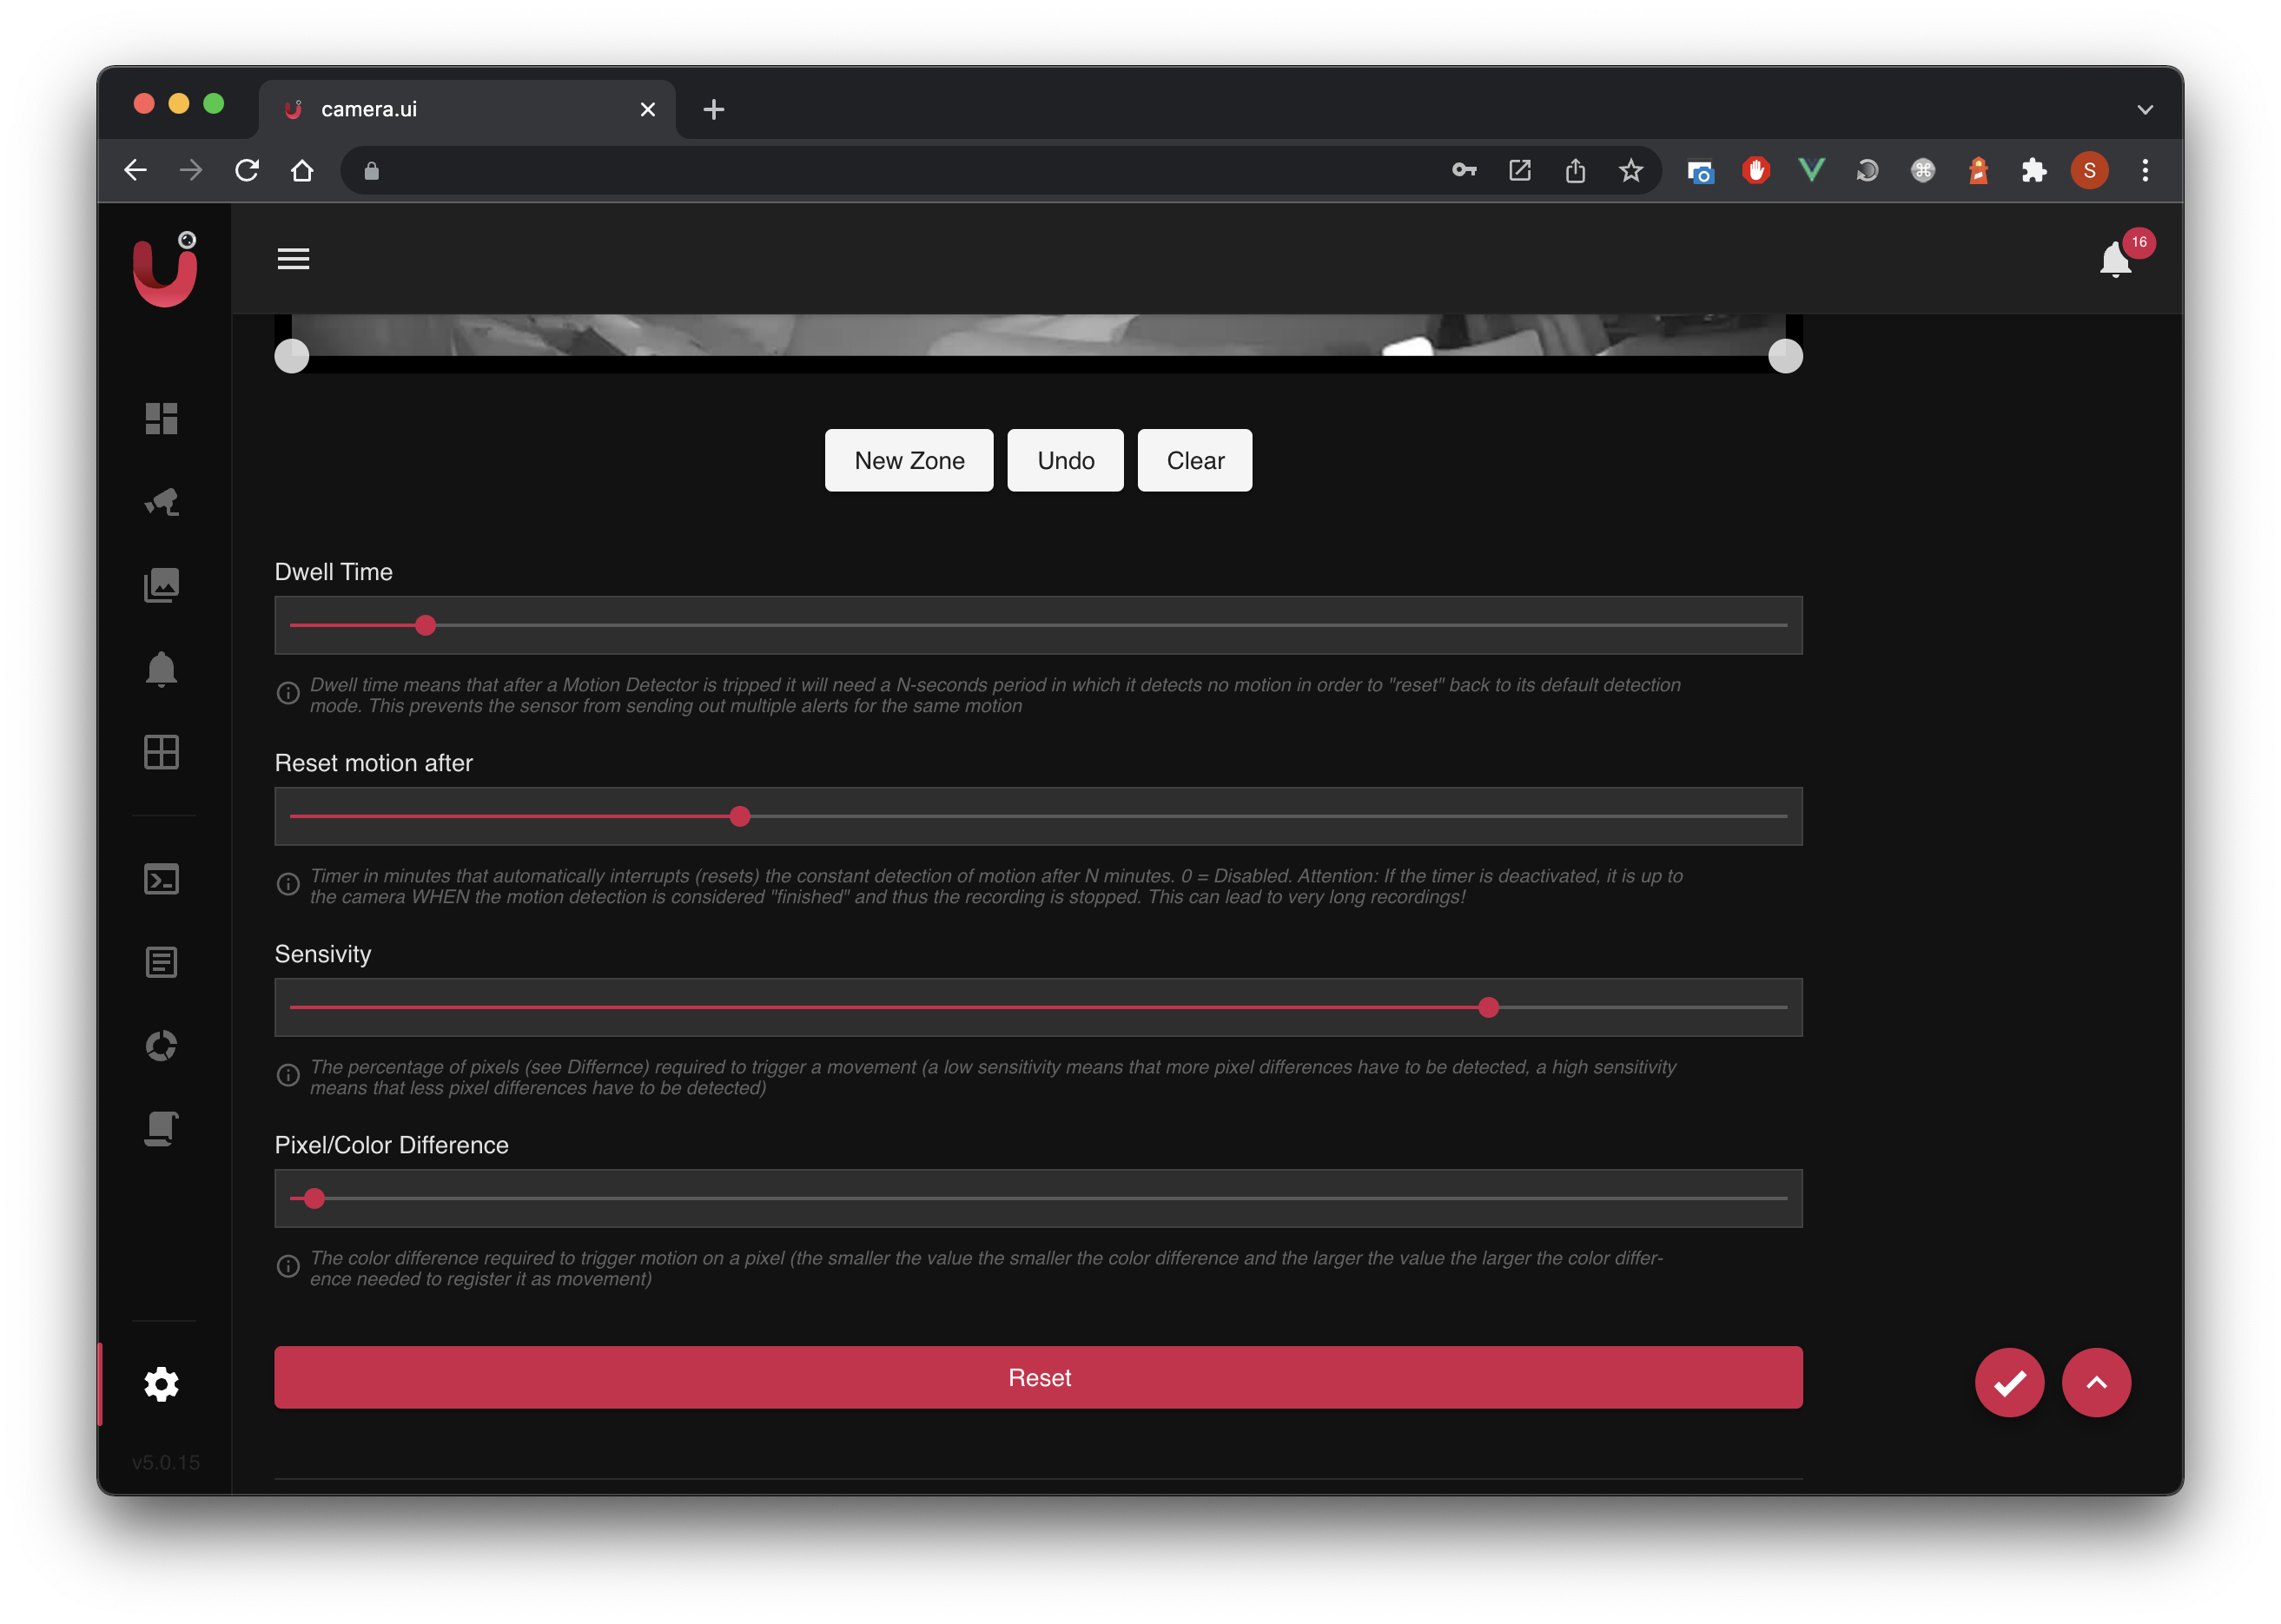 camera.ui
S
16
New Zone
Undo
Clear
Dwell Time
Dwell time means that after a Motion Detector is tripped it will need a N-seconds period in which it detects no motion in order to "reset" back to its default detection
mode. This prevents the sensor from sending out multiple alerts for the same motion
Reset motion after
Timer in minutes that automatically interrupts (resets) the constant detection of motion after N minutes. 0 = Disabled. Attention: If the timer is deactivated, it is up to
the camera WHEN the motion detection is considered "finished" and thus the recording is stopped. This can lead to very long recordings!
Sensivity
The percentage of pixels (see Differnce) required to trigger a movement (a low sensitivity means that more pixel differences have to be detected, a high sensitivity
means that less pixel differences have to be detected)
Pixel/Color Difference
The color difference required to trigger motion on a pixel (the smaller the value the smaller the color difference and the larger the value the larger the color differ-
ence needed to register it as movement)
Reset
v5.0.15